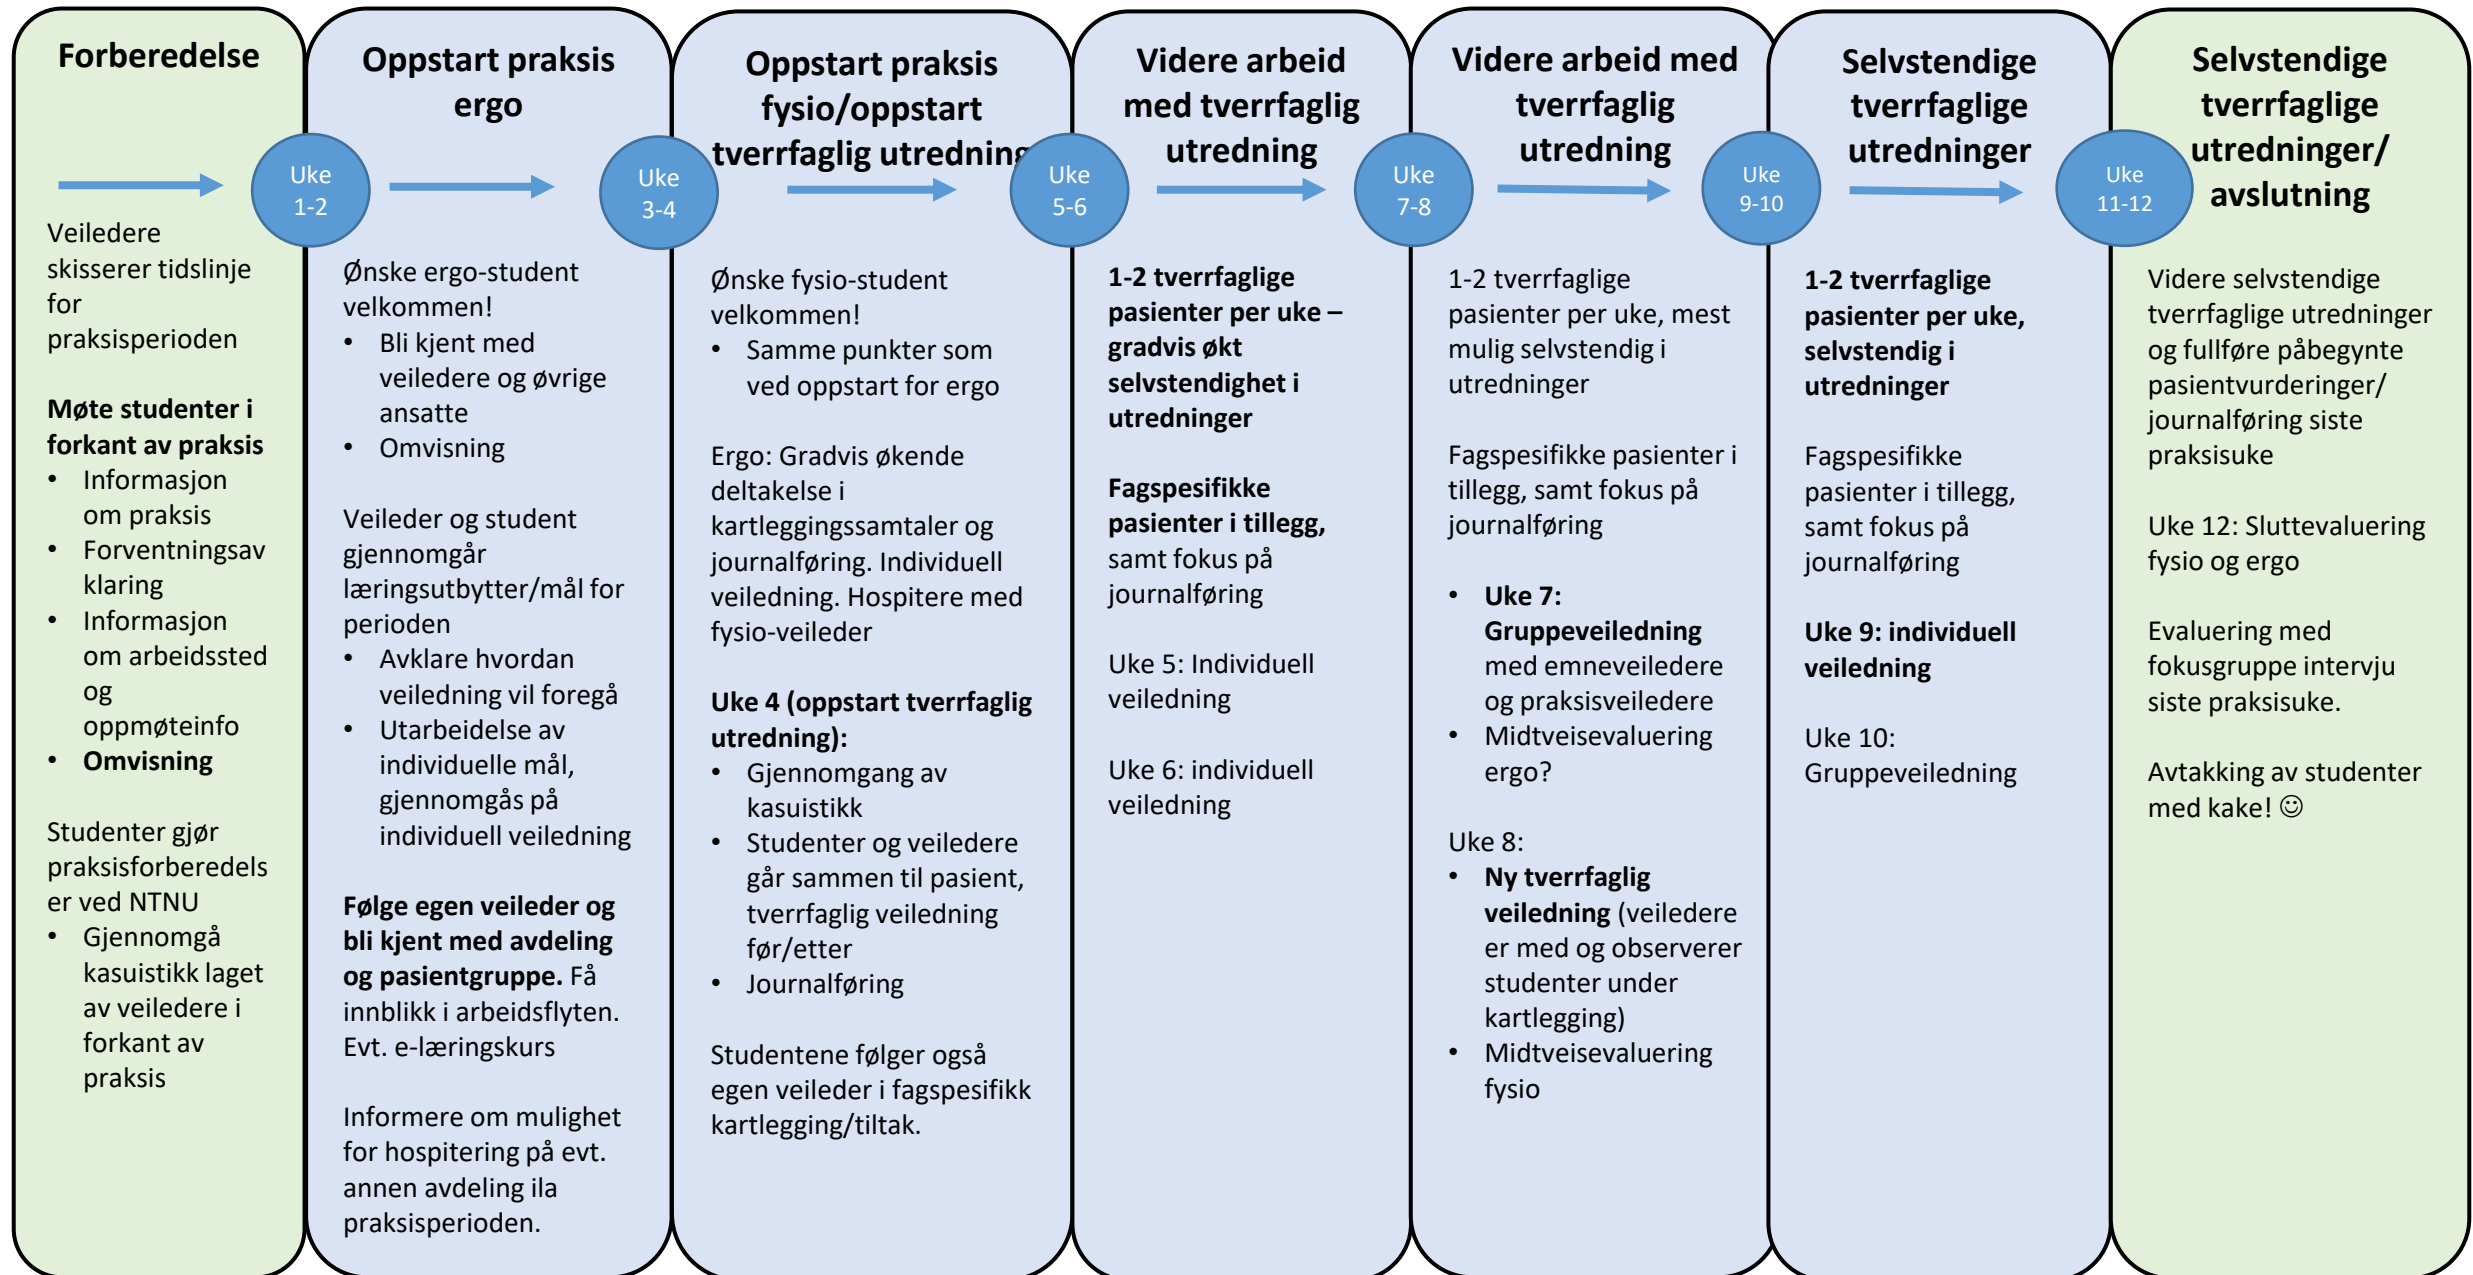 Forberedelse
Veiledere
skisserer tidslinje
for
praksisperioden
Møte studenter i
forkant av praksis
• Informasjon
om praksis
• Forventningsav
klaring
• Informasjon
om arbeidssted
og
oppmøteinfo
• Omvisning
Studenter gjør
praksisforberedels
er ved NTNU
• Gjennomgå
kasuistikk laget
av veiledere i
forkant av
praksis
Uke
1-2
Oppstart praksis
ergo
Ønske ergo-student
velkommen!
• Bli kjent med
veiledere og øvrige
ansatte
• Omvisning
Veileder og student
gjennomgår
læringsutbytter/mål for
perioden
• Avklare hvordan
veiledning vil foregå
• Utarbeidelse av
individuelle mål,
gjennomgås på
individuell veiledning
Følge egen veileder og
bli kjent med avdeling
og pasientgruppe. Få
innblikk i arbeidsflyten.
Evt. e-læringskurs
Informere om mulighet
for hospitering på evt.
annen avdeling ila
praksisperioden.
Uke
3-4
Oppstart praksis
fysio/oppstart
tverrfaglig utredning
Ønske fysio-student
velkommen!
• Samme punkter som
ved oppstart for ergo
Ergo: Gradvis økende
deltakelse i
kartleggingssamtaler og
journalføring. Individuell
veiledning. Hospitere med
fysio-veileder
Uke 4 (oppstart tverrfaglig
utredning):
• Gjennomgang av
kasuistikk
• Studenter og veiledere
går sammen til pasient,
tverrfaglig veiledning
før/etter
• Journalføring
Studentene følger også
egen veileder i fagspesifikk
kartlegging/tiltak.
Uke
5-6
Videre arbeid
med tverrfaglig
utredning
1-2 tverrfaglige
pasienter per uke –
gradvis økt
selvstendighet i
utredninger
Fagspesifikke
pasienter i tillegg,
samt fokus på
journalføring
Uke 5: Individuell
veiledning
Uke 6: individuell
veiledning
Uke
7-8
Videre arbeid med
tverrfaglig
utredning
1-2 tverrfaglige
pasienter per uke, mest
mulig selvstendig i
utredninger
Fagspesifikke pasienter i
tillegg, samt fokus på
journalføring
• Uke 7:
Gruppeveiledning
med emneveiledere
og praksisveiledere
• Midtveisevaluering
ergo?
Uke 8:
• Ny tverrfaglig
veiledning (veiledere
er med og observerer
studenter under
kartlegging)
• Midtveisevaluering
fysio
Uke
9-10
Selvstendige
tverrfaglige
utredninger
1-2 tverrfaglige
pasienter per uke,
selvstendig i
utredninger
Fagspesifikke
pasienter i tillegg,
samt fokus på
journalføring
Uke 9: individuell
veiledning
Uke 10:
Gruppeveiledning
Uke
11-12
Selvstendige
tverrfaglige
utredninger/
avslutning
Videre selvstendige
tverrfaglige utredninger
og fullføre påbegynte
pasientvurderinger/
journalføring siste
praksisuke
Uke 12: Sluttevaluering
fysio og ergo
Evaluering med
fokusgruppe intervju
siste praksisuke.
Avtakking av studenter
med kake! ☺